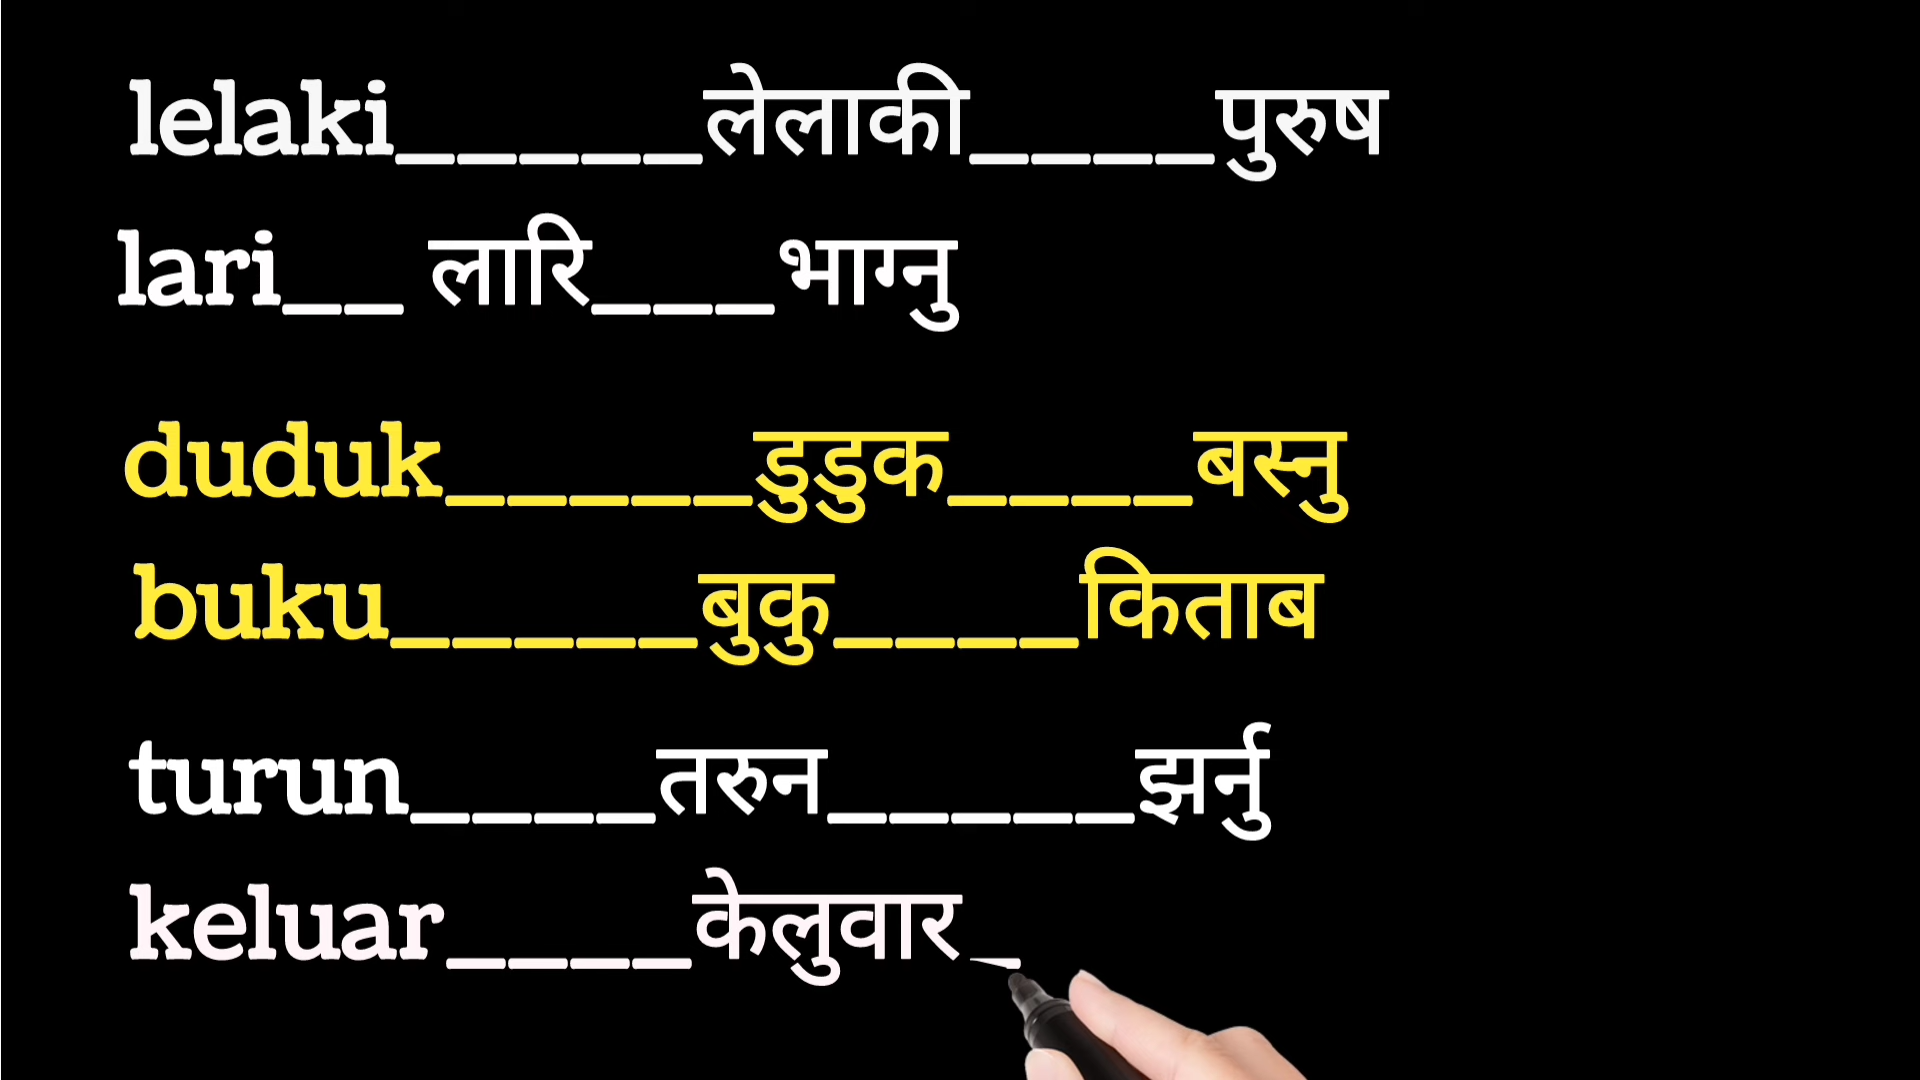 lelaki_____लेलाकी____पुरुष
lari__ लारि___भाग्नु
duduk_____डुडुक____बस्नु
buku_____बुकु____किताब
turun____तरुन_____झर्नु
keluar____केलुवार_